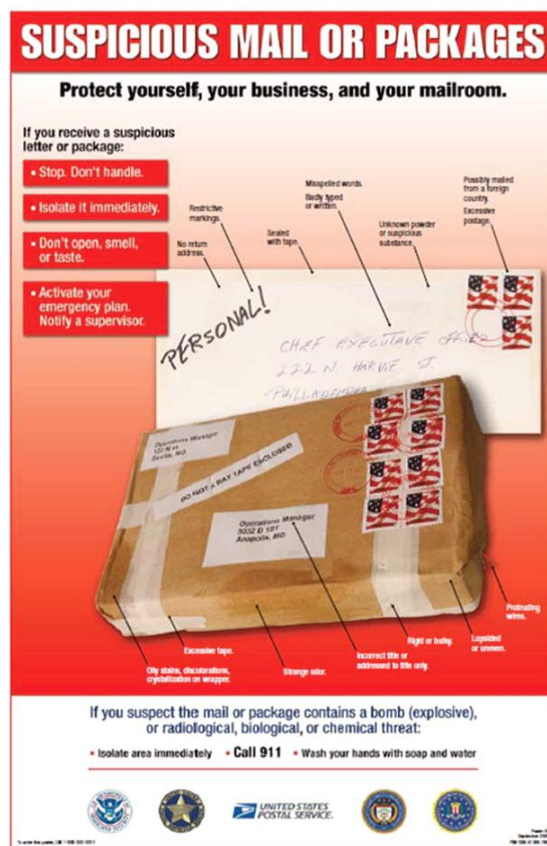 SUSPICIOUS MAIL OR PACKAGES
Protect yourself, your business, and your mailroom.
If you receive a suspicious
letter or package:
• Stop. Don't handle.
• Isolate it immediately.
• Don't open, smell,
or taste.
• Activate your
emergency plan.
Notify a supervisor.
No return
address.
Restrictive
markings.
Sealed
with tape.
Misspelled words.
Badly typed
or written.
Unknown powder
or suspicious
substance.
Possibly mailed
from a foreign
country.
Excessive
postage.
PERSONAL!
CHIEF EXECUTAVE
222 N. HARVIE
Operations Manager
DO NOT X RAY TAPE ENCLOSED
Operations Manager
Anapolis, MD
Oily stains, discolorations,
crystallization on wrapper.
Excessive tape.
Strange odor.
Incorrect title or
addressed to title only.
Rigid or bulky.
Lopsided
or uneven.
Protruding
wires.
If you suspect the mail or package contains a bomb (explosive),
or radiological, biological, or chemical threat:
• Isolate area immediately • Call 911 • Wash your hands with soap and water
UNITED STATES
POSTAL SERVICE.